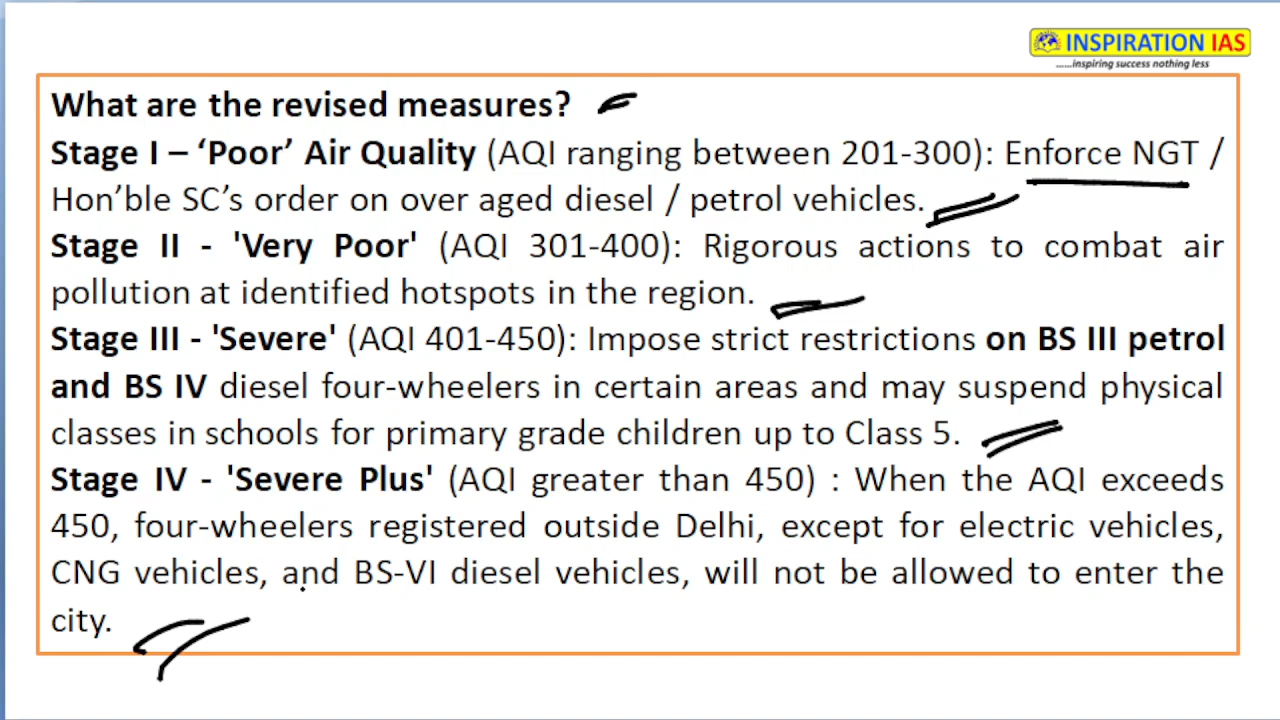 INSPIRATION IAS
......inspiring success nothing less
What are the revised measures?
Stage I – ‘Poor’ Air Quality (AQI ranging between 201-300): Enforce NGT /
Hon’ble SC’s order on over aged diesel / petrol vehicles.
Stage II - 'Very Poor' (AQI 301-400): Rigorous actions to combat air
pollution at identified hotspots in the region.
Stage III - 'Severe' (AQI 401-450): Impose strict restrictions on BS III petrol
and BS IV diesel four-wheelers in certain areas and may suspend physical
classes in schools for primary grade children up to Class 5.
Stage IV - 'Severe Plus' (AQI greater than 450) : When the AQI exceeds
450, four-wheelers registered outside Delhi, except for electric vehicles,
CNG vehicles, and BS-VI diesel vehicles, will not be allowed to enter the
city.